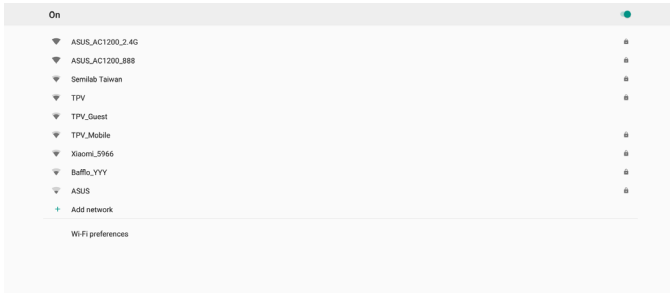 On
ASUS_AC1200_2.4G
ASUS_AC1200_888
Semilab Taiwan
TPV
TPV_Guest
TPV_Mobile
Xiaomi_5966
Bafflo_YYY
ASUS
+ Add network
Wi-Fi preferences